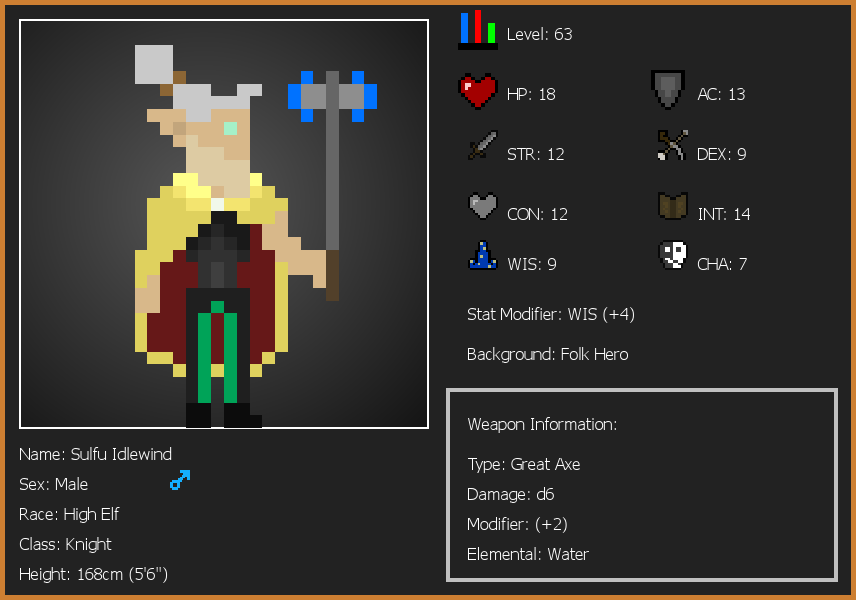 Level: 63
HP: 18
AC: 13
STR: 12
DEX: 9
CON: 12
INT: 14
WIS: 9
CHA: 7
Stat Modifier: WIS (+4)
Background: Folk Hero
Weapon Information:
Type: Great Axe
Damage: d6
Modifier: (+2)
Elemental: Water
Name: Sulfu Idlewind
Sex: Male
Race: High Elf
Class: Knight
Height: 168cm (5'6")